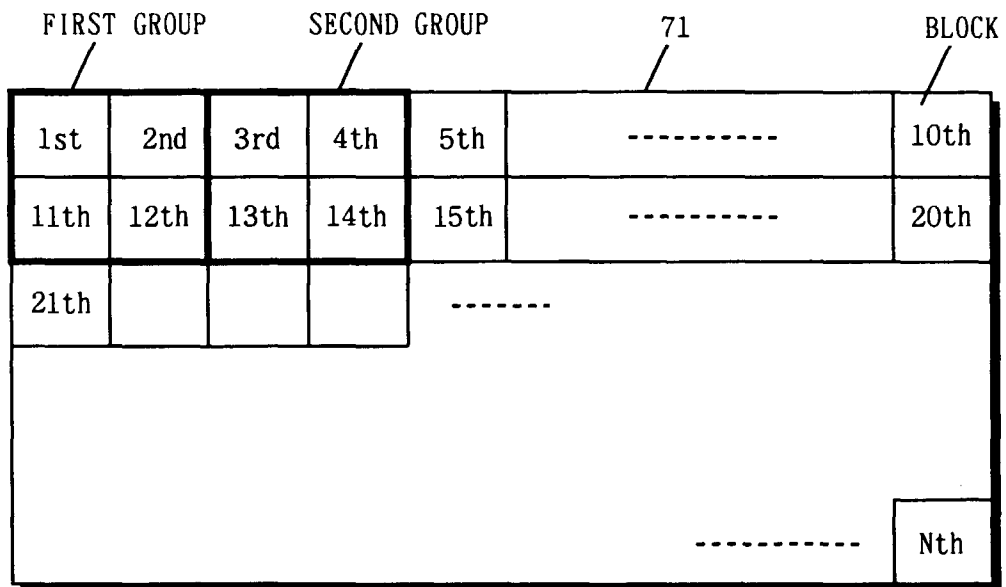 FIRST GROUP SECOND GROUP 71 BLOCK
1st 2nd 3rd 4th 5th ---------- 10th
11th 12th 13th 14th 15th ---------- 20th
21th -------
----------- Nth